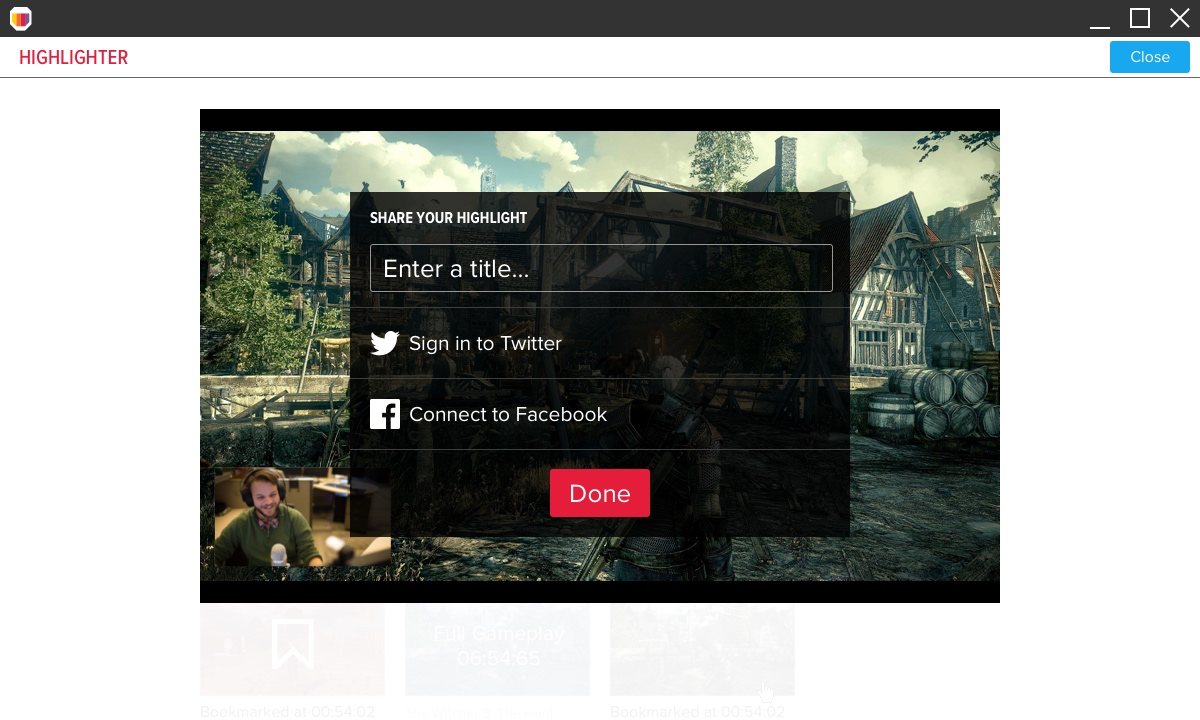 HIGHLIGHTER
Close
SHARE YOUR HIGHLIGHT
Enter a title...
Sign in to Twitter
Connect to Facebook
Done
Full Gameplay
06:54:65
Bookmarked at 00:54:02
Bookmarked at 00:54:02